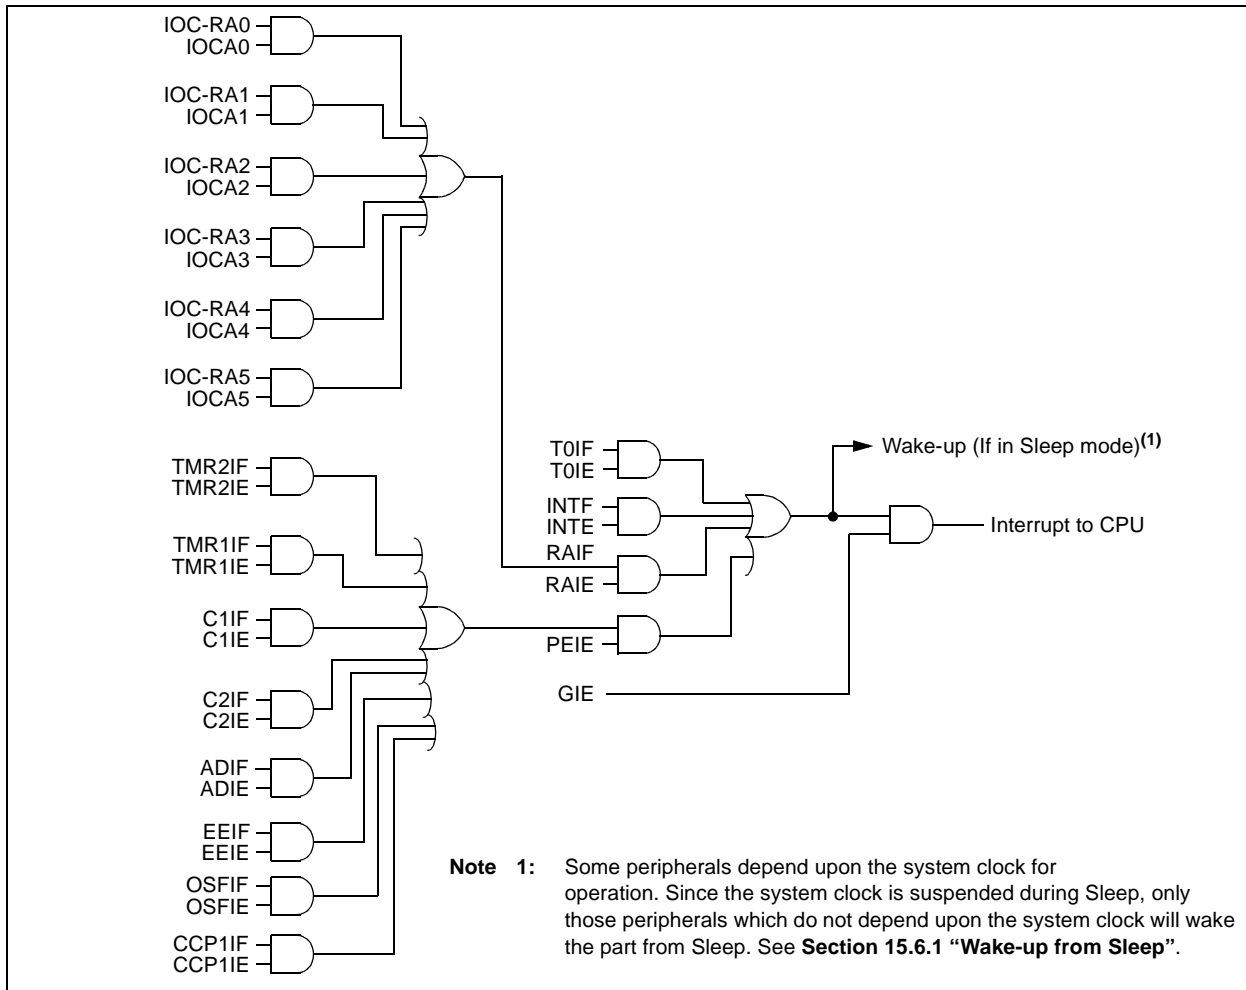 IOC-RA0
IOCA0
IOC-RA1
IOCA1
IOC-RA2
IOCA2
IOC-RA3
IOCA3
IOC-RA4
IOCA4
IOC-RA5
IOCA5
TMR2IF
TMR2IE
TMR1IF
TMR1IE
C1IF
C1IE
C2IF
C2IE
ADIF
ADIE
EEIF
EEIE
OSFIF
OSFIE
CCP1IF
CCP1IE
T0IF
T0IE
INTF
INTE
RAIF
RAIE
PEIE
GIE
Wake-up (If in Sleep mode)(1)
Interrupt to CPU
Note 1: Some peripherals depend upon the system clock for
operation. Since the system clock is suspended during Sleep, only
those peripherals which do not depend upon the system clock will wake
the part from Sleep. See Section 15.6.1 “Wake-up from Sleep”.